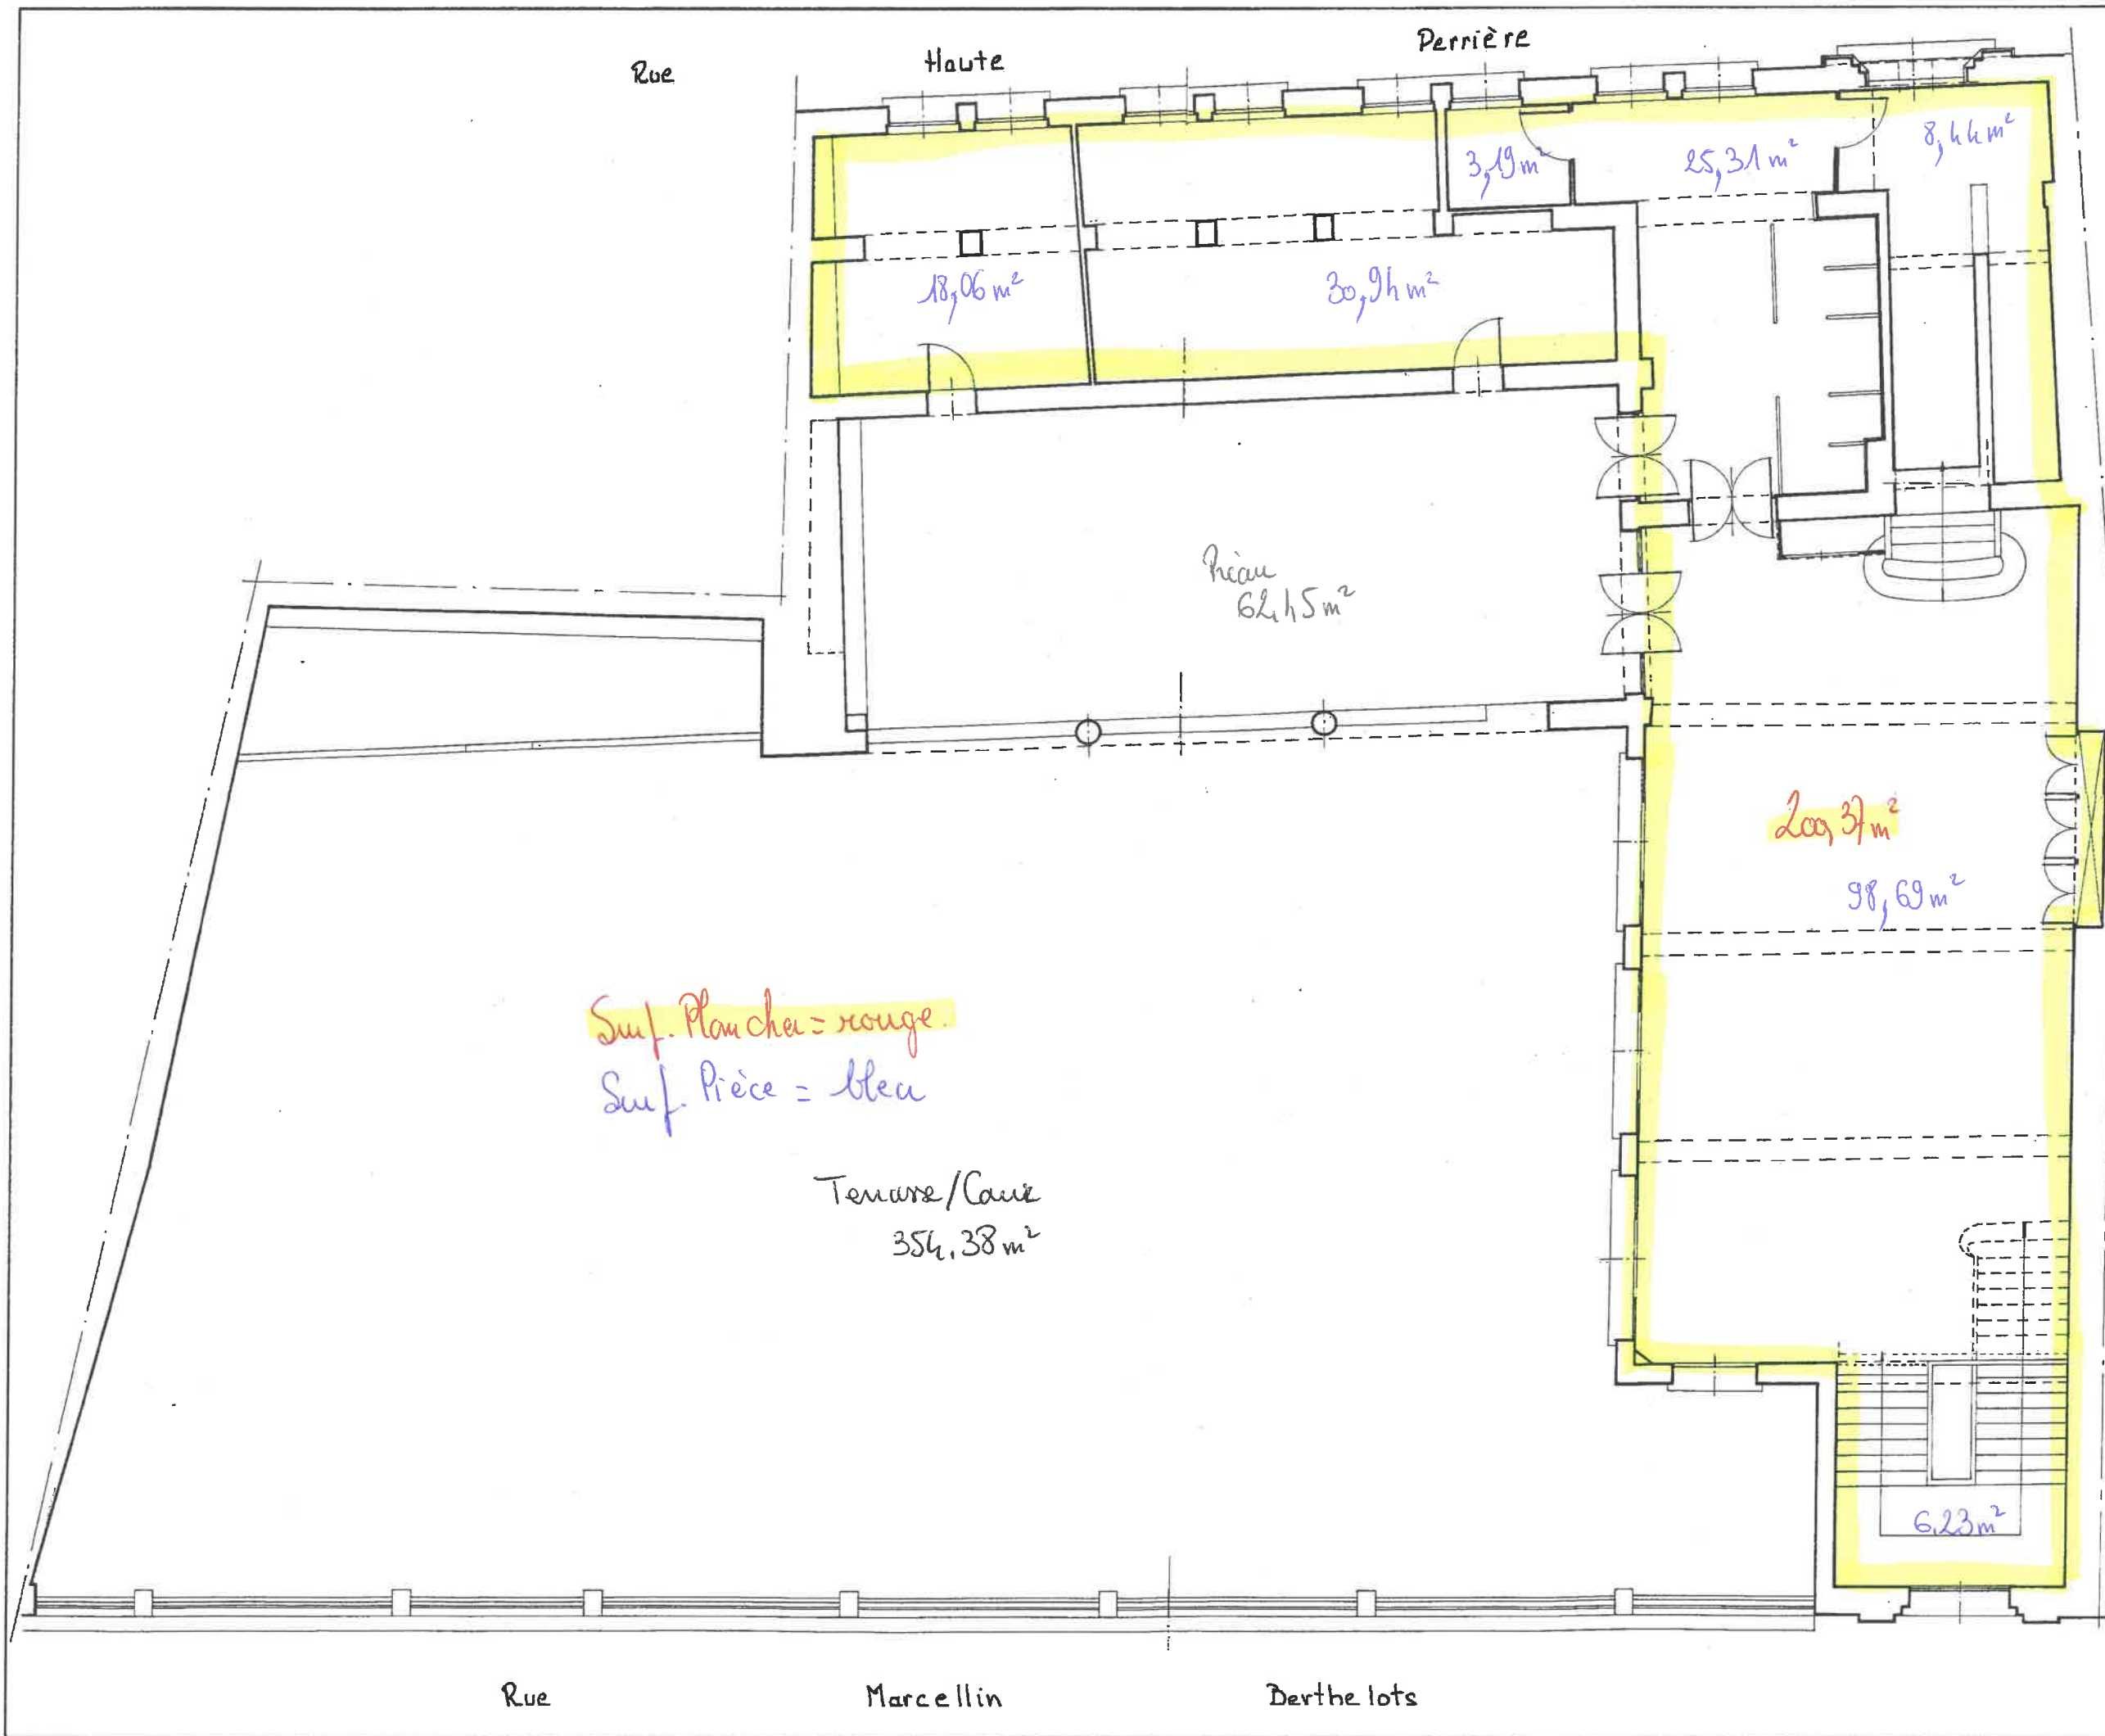 Rue Haute Perrière
3,19 m²
25,31 m²
8,44 m²
18,06 m²
30,94 m²
Préau
62,45 m²
200,37 m²
98,69 m²
Surf. Plancher = rouge.
Surf. Pièce = bleu
Terrasse/Cour
354.38 m²
6.23 m²
Rue Marcellin Berthelots